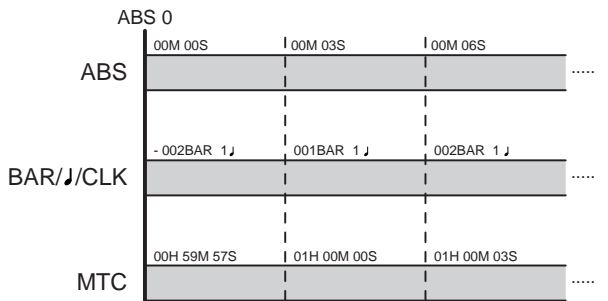 ABS 0
00M 00S 00M 03S 00M 06S
ABS .....
- 002BAR 1♩ 001BAR 1♩ 002BAR 1♩
BAR/♩/CLK .....
00H 59M 57S 01H 00M 00S 01H 00M 03S
MTC .....